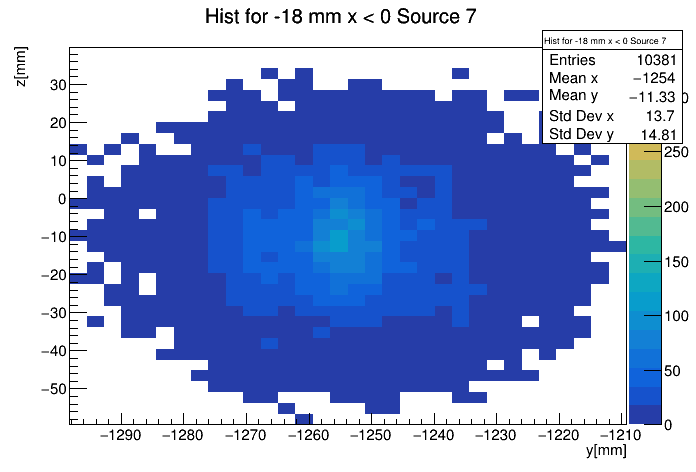 Hist for -18 mm x < 0 Source 7
z[mm]
Hist for -18 mm x < 0 Source 7
Entries 10381
Mean x −1254
Mean y −11.33
Std Dev x 13.7
Std Dev y 14.81
30
20
10
0
−10
−20
−30
−40
−50
0
250
200
150
100
50
0
−1290 −1280 −1270 −1260 −1250 −1240 −1230 −1220 −1210
y[mm]